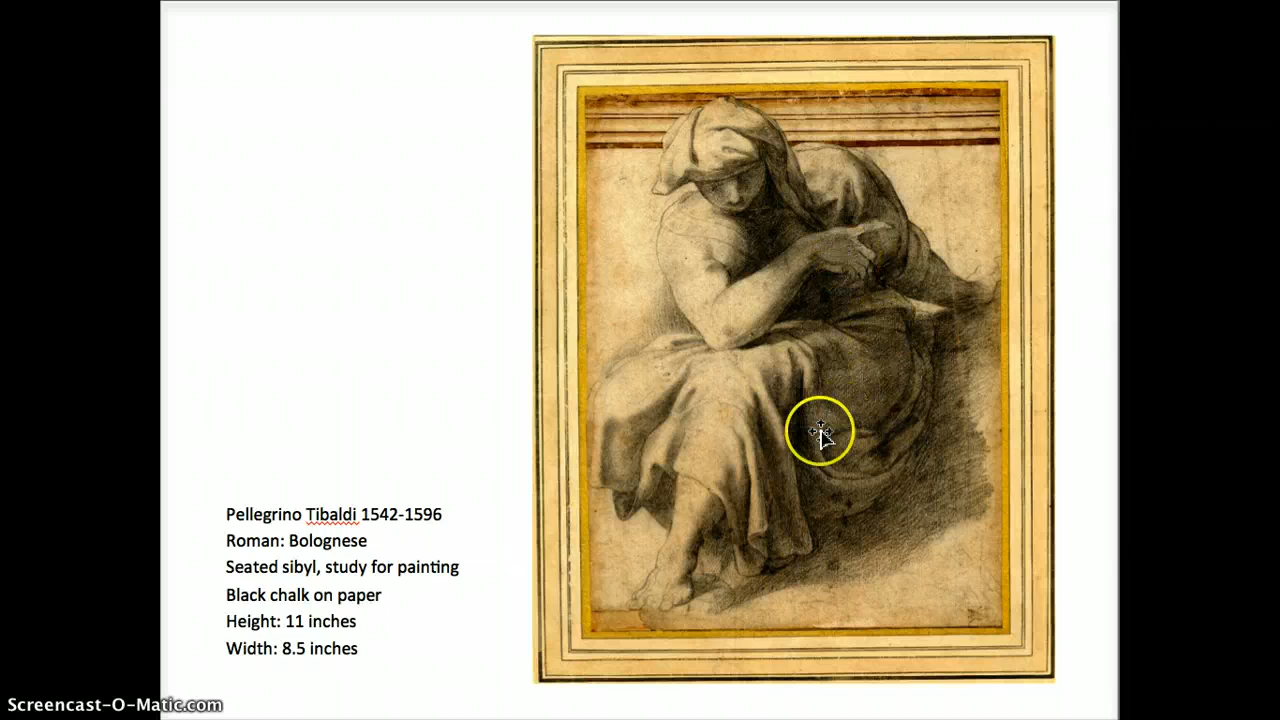 Pellegrino Tibaldi 1542-1596
Roman: Bolognese
Seated sibyl, study for painting
Black chalk on paper
Height: 11 inches
Width: 8.5 inches
Screencast-O-Matic.com